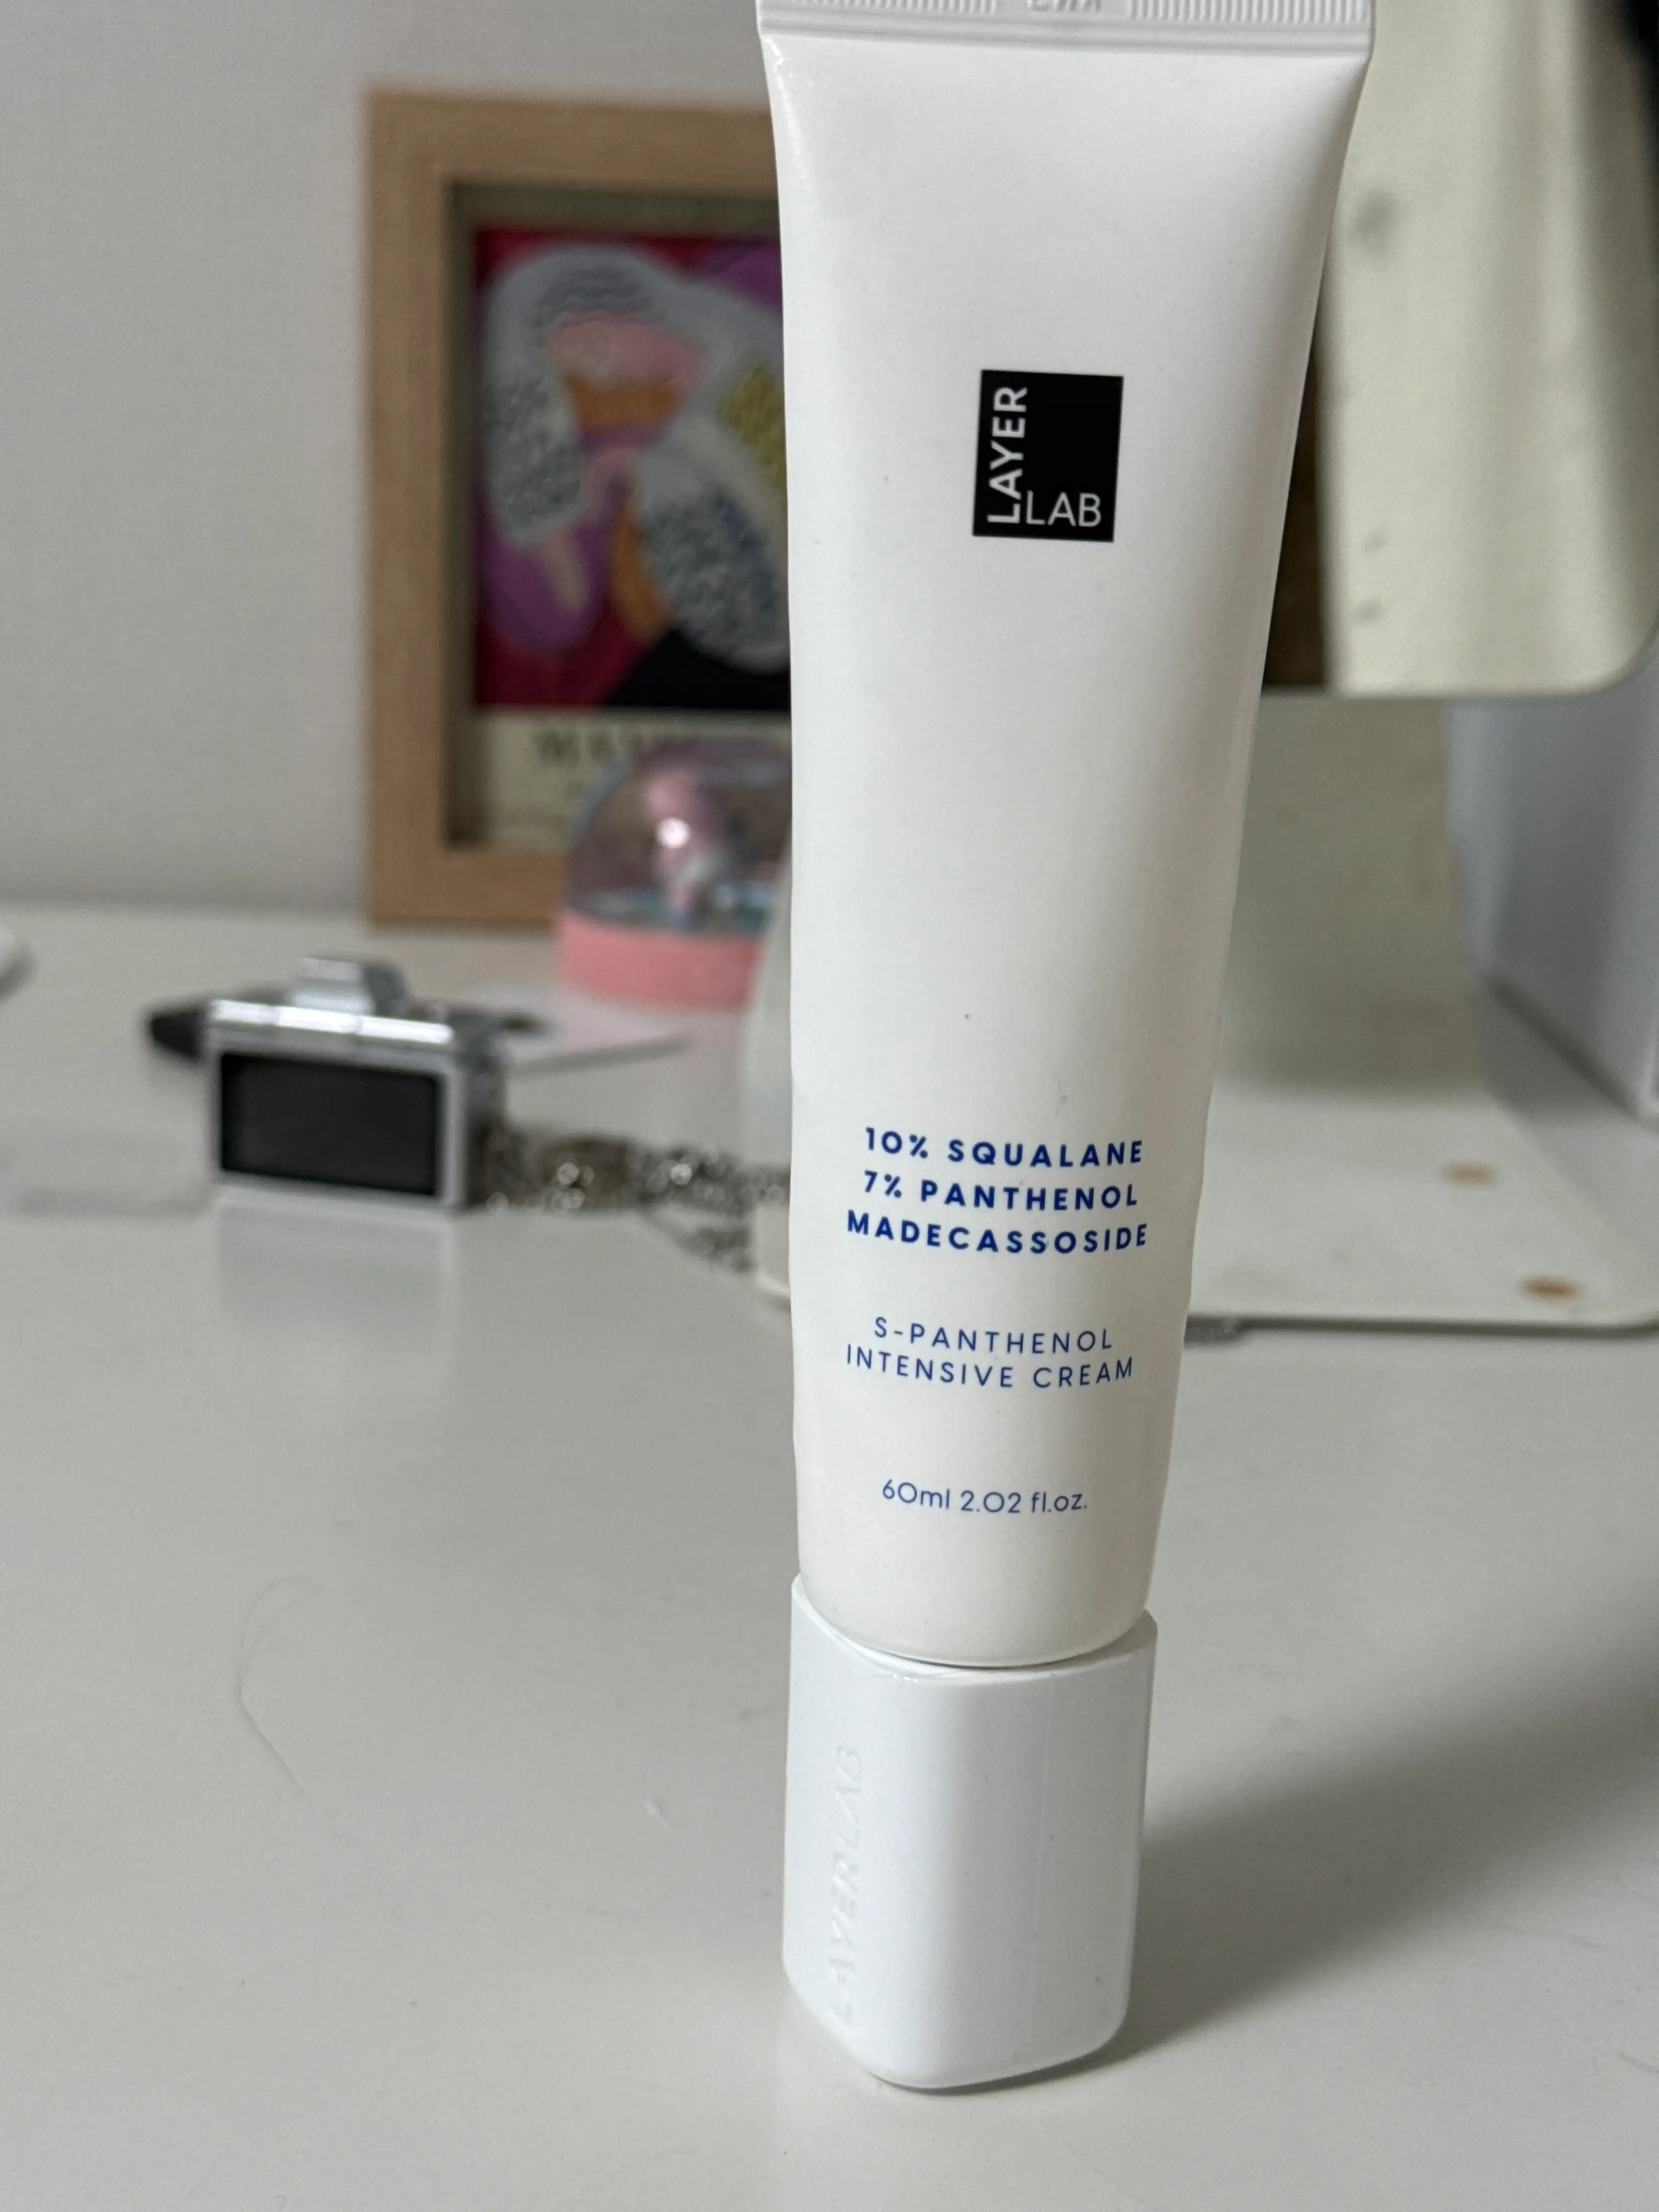 LAYER
LAB
10% SQUALANE
7% PANTHENOL
MADECASSOSIDE
S-PANTHENOL
INTENSIVE CREAM
60ml 2.02 fl.oz.
LAYERLAB